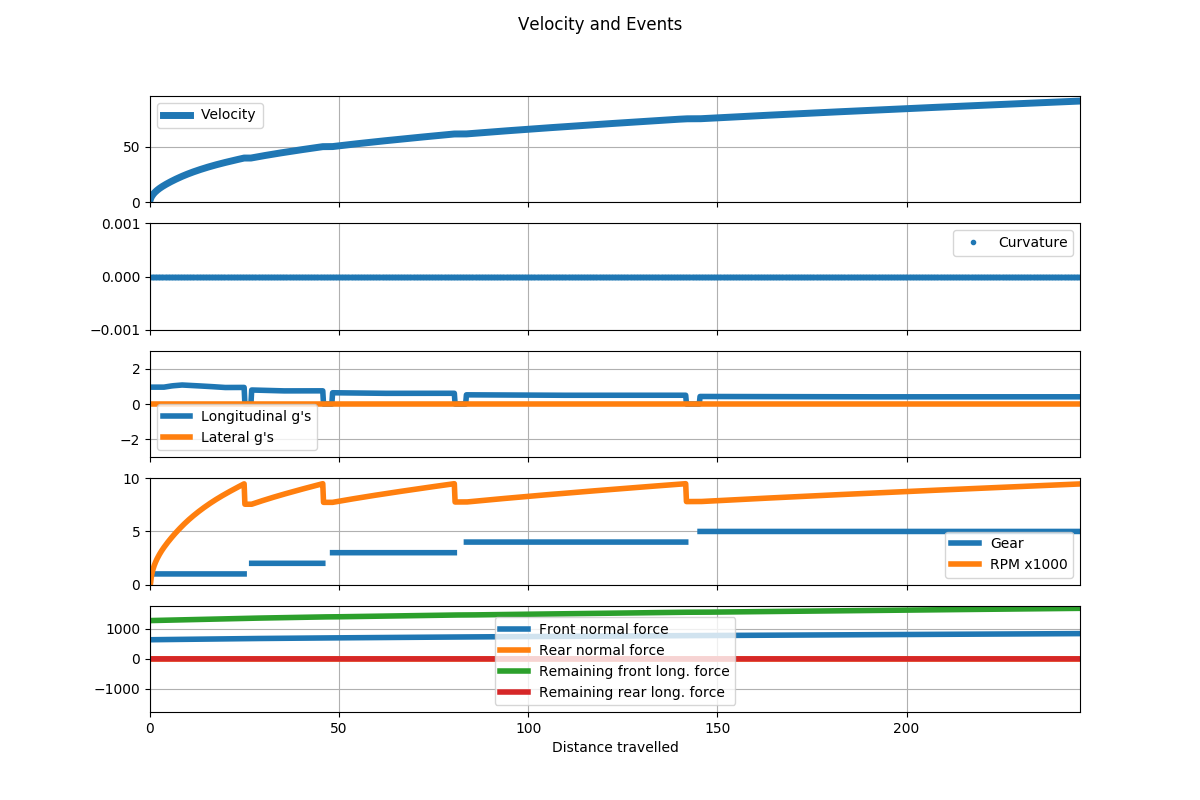 Velocity and Events
Velocity
50
0
0.001
0.000
−0.001
Curvature
2
0
−2
Longitudinal g's
Lateral g's
10
5
0
Gear
RPM x1000
1000
0
−1000
Front normal force
Rear normal force
Remaining front long. force
Remaining rear long. force
0 50 100 150 200
Distance travelled